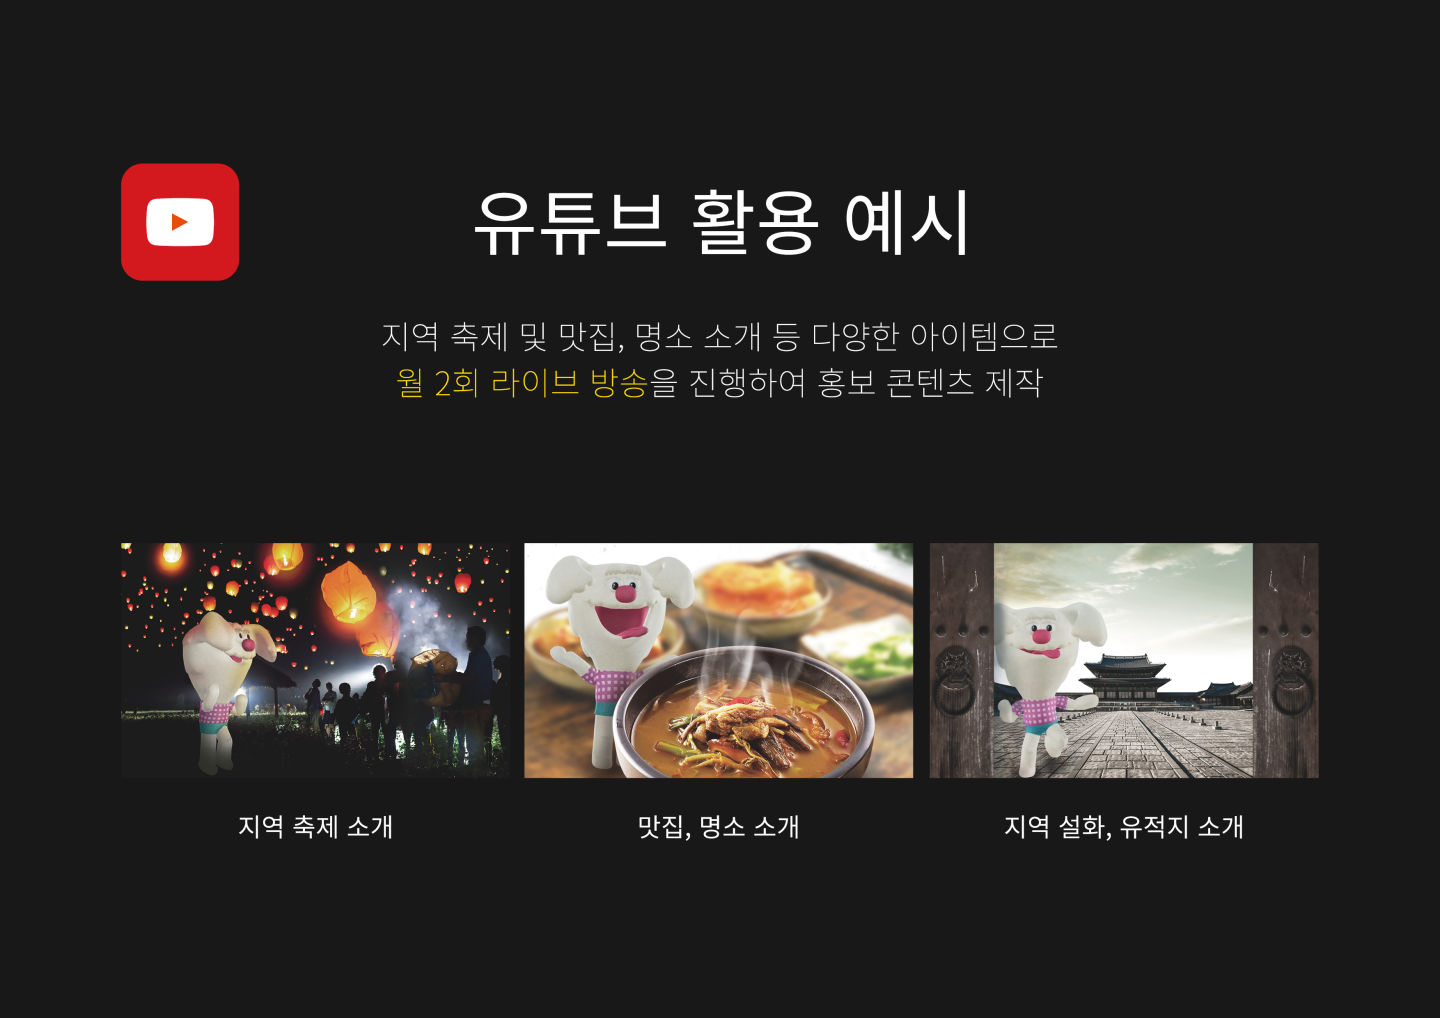 유튜브 활용 예시
지역 축제 및 맛집, 명소 소개 등 다양한 아이템으로
월 2회 라이브 방송을 진행하여 홍보 콘텐츠 제작
지역 축제 소개
맛집, 명소 소개
지역 설화, 유적지 소개